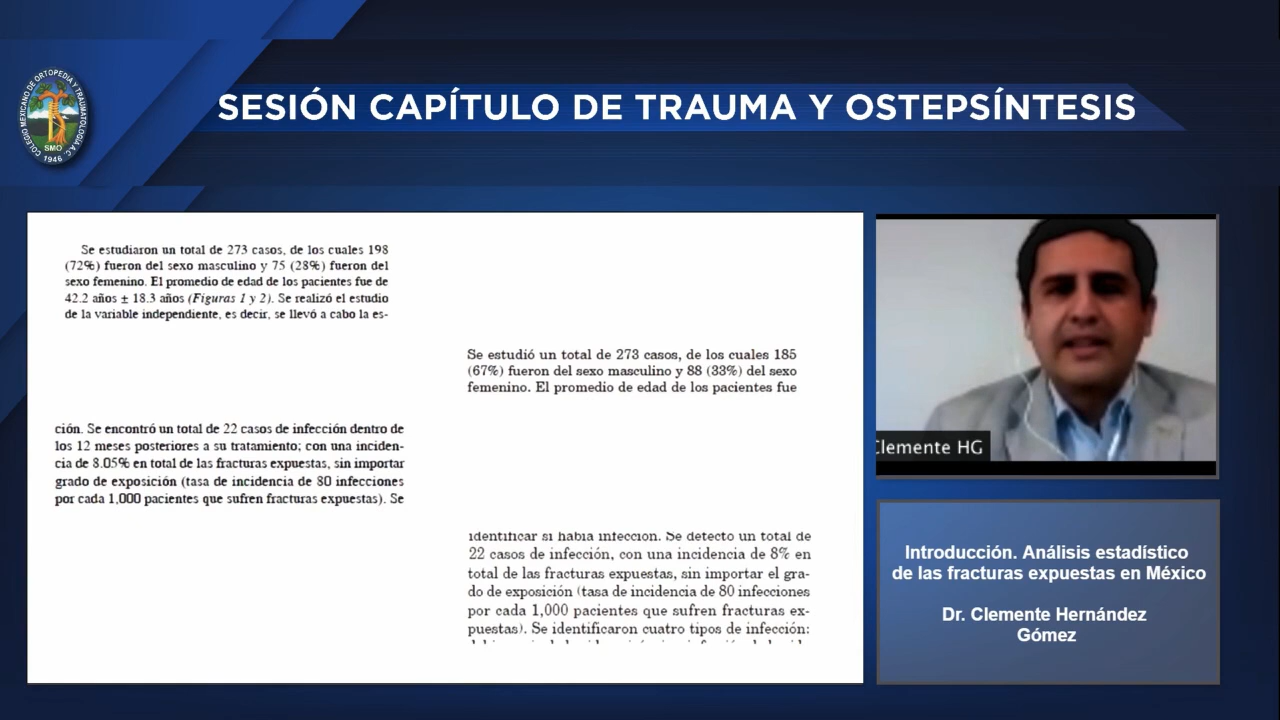 SESIÓN CAPÍTULO DE TRAUMA Y OSTEPSÍNTESIS
COLEGIO MEXICANO DE ORTOPEDIA Y TRAUMATOLOGÍA A.C.
SMO
1946
Se estudiaron un total de 273 casos, de los cuales 198
(72%) fueron del sexo masculino y 75 (28%) fueron del
sexo femenino. El promedio de edad de los pacientes fue de
42.2 años ± 18.3 años (Figuras 1 y 2). Se realizó el estudio
de la variable independiente, es decir, se llevó a cabo la es-
Se estudió un total de 273 casos, de los cuales 185
(67%) fueron del sexo masculino y 88 (33%) del sexo
femenino. El promedio de edad de los pacientes fue
ción. Se encontró un total de 22 casos de infección dentro de
los 12 meses posteriores a su tratamiento; con una inciden-
cia de 8.05% en total de las fracturas expuestas, sin importar
grado de exposición (tasa de incidencia de 80 infecciones
por cada 1,000 pacientes que sufren fracturas expuestas). Se
identificar si había infección. Se detectó un total de
22 casos de infección, con una incidencia de 8% en
total de las fracturas expuestas, sin importar el gra-
do de exposición (tasa de incidencia de 80 infecciones
por cada 1,000 pacientes que sufren fracturas ex-
puestas). Se identificaron cuatro tipos de infección:
Clemente HG
Introducción. Análisis estadístico
de las fracturas expuestas en México
Dr. Clemente Hernández
Gómez